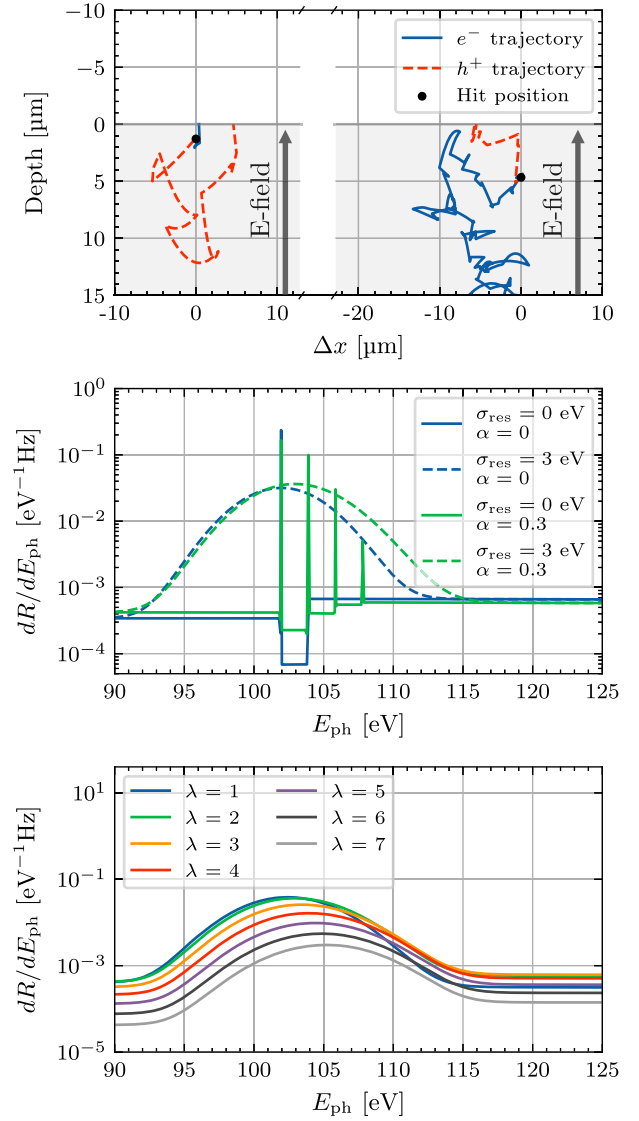 −10
−5
0
5
10
15
Depth [µm]
e⁻ trajectory
h⁺ trajectory
Hit position
E-field
E-field
-10
0
10
-10
0
10
Δx [µm]
10⁰
10⁻¹
10⁻²
10⁻³
10⁻⁴
dR/dE_ph [eV⁻¹Hz]
σ_res = 0 eV
α = 0
σ_res = 3 eV
α = 0
σ_res = 0 eV
α = 0.3
σ_res = 3 eV
α = 0.3
90 95 100 105 110 115 120 125
E_ph [eV]
10¹
10⁻¹
10⁻³
10⁻⁵
dR/dE_ph [eV⁻¹Hz]
λ = 1
λ = 2
λ = 3
λ = 4
λ = 5
λ = 6
λ = 7
90 95 100 105 110 115 120 125
E_ph [eV]